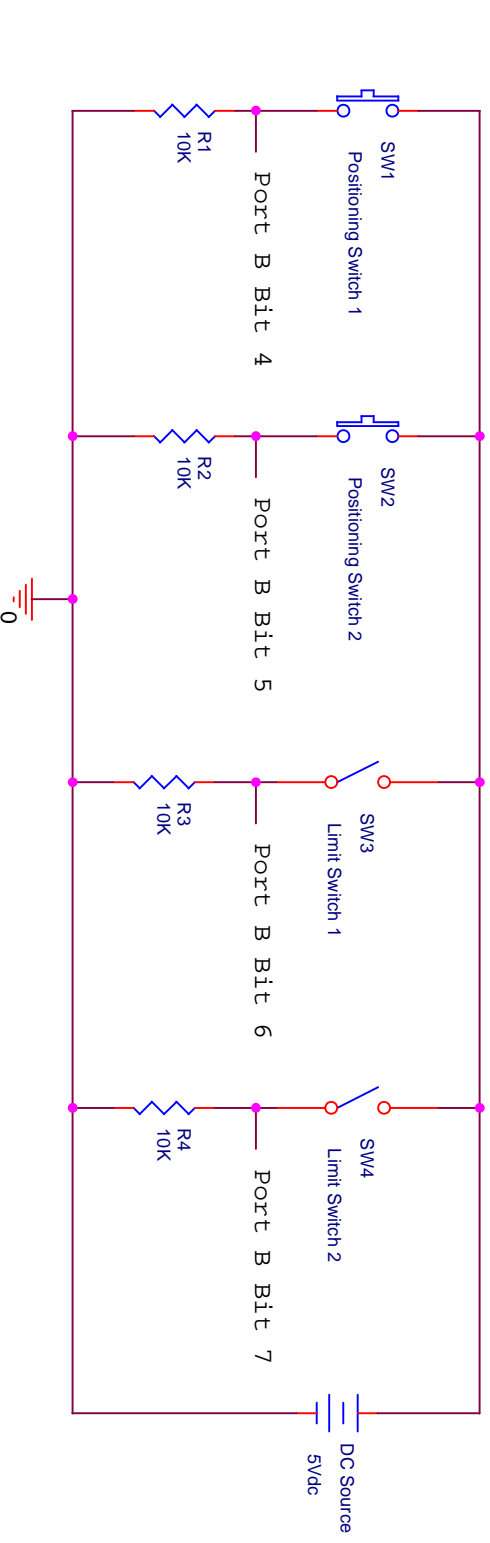 SW1
Positioning Switch 1
Port B Bit 4
R1
10K
SW2
Positioning Switch 2
Port B Bit 5
R2
10K
SW3
Limit Switch 1
Port B Bit 6
R3
10K
SW4
Limit Switch 2
Port B Bit 7
R4
10K
DC Source
5Vdc
0